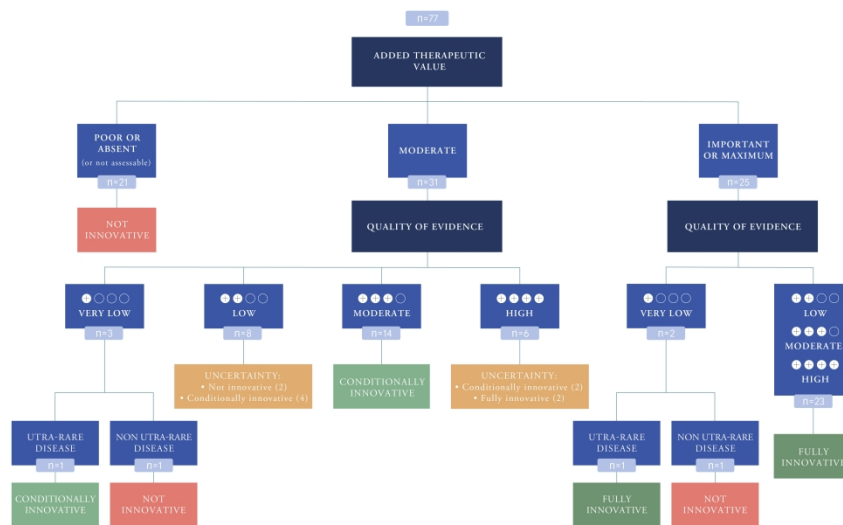 n=77
ADDED THERAPEUTIC
VALUE
POOR OR
ABSENT
(or not assessable)
n=21
MODERATE
n=31
IMPORTANT
OR MAXIMUM
n=25
NOT
INNOVATIVE
QUALITY OF EVIDENCE
QUALITY OF EVIDENCE
VERY LOW
n=3
LOW
n=8
MODERATE
n=14
HIGH
n=6
VERY LOW
n=2
LOW
MODERATE
HIGH
n=23
UNCERTAINTY:
• Not innovative (2)
• Conditionally innovative (4)
CONDITIONALLY
INNOVATIVE
UNCERTAINTY:
• Conditionally innovative (2)
• Fully innovative (2)
FULLY
INNOVATIVE
UTRA-RARE
DISEASE
n=1
NON UTRA-RARE
DISEASE
n=1
UTRA-RARE
DISEASE
n=1
NON UTRA-RARE
DISEASE
n=1
CONDITIONALLY
INNOVATIVE
NOT
INNOVATIVE
FULLY
INNOVATIVE
NOT
INNOVATIVE